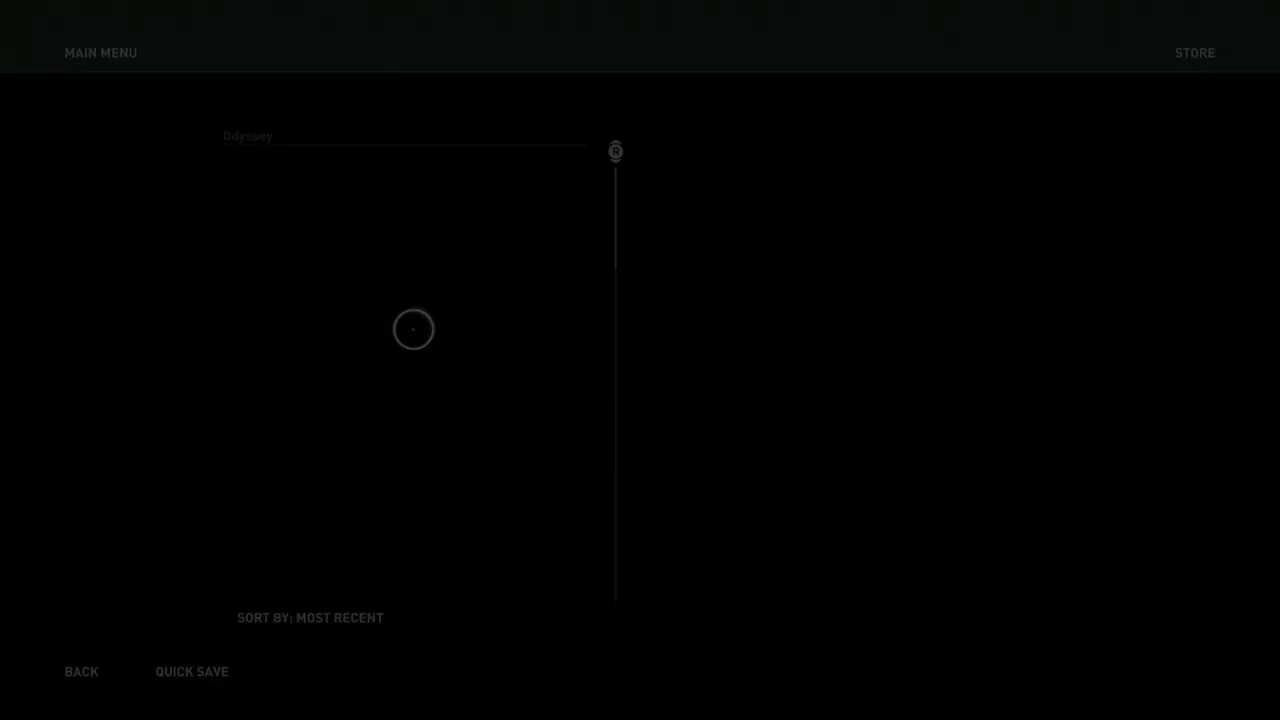 MAIN MENU
STORE
Odyssey
R
SORT BY: MOST RECENT
BACK
QUICK SAVE